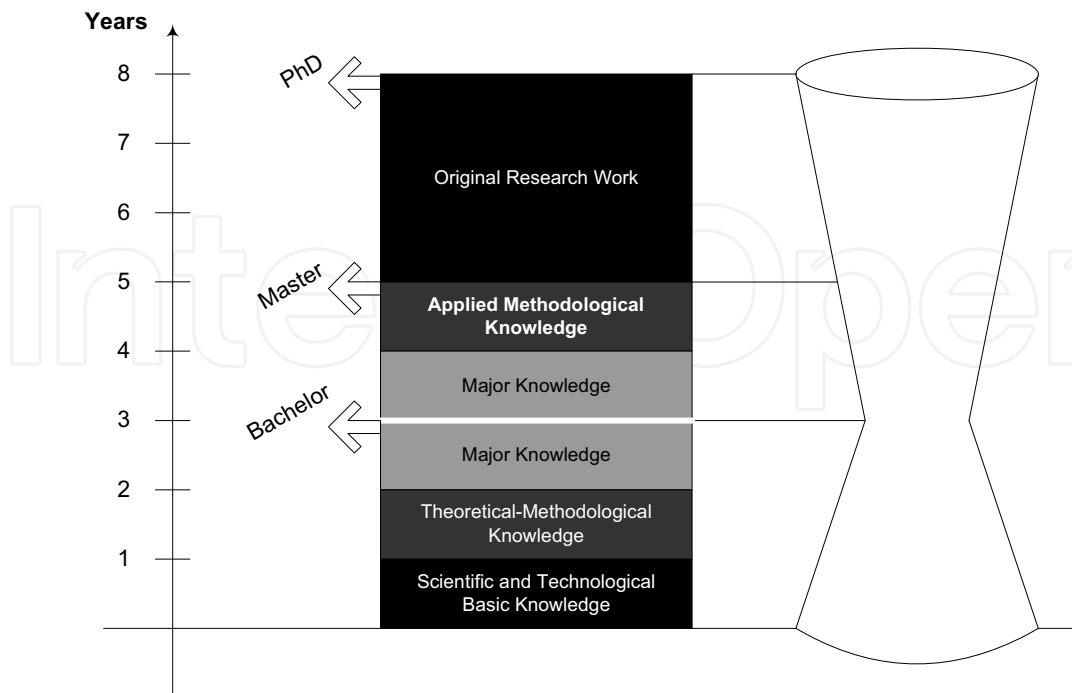 Years
8
PhD
7
Original Research Work
6
5
Master
Applied Methodological
Knowledge
4
Major Knowledge
3
Bachelor
Major Knowledge
2
Theoretical-Methodological
Knowledge
1
Scientific and Technological
Basic Knowledge